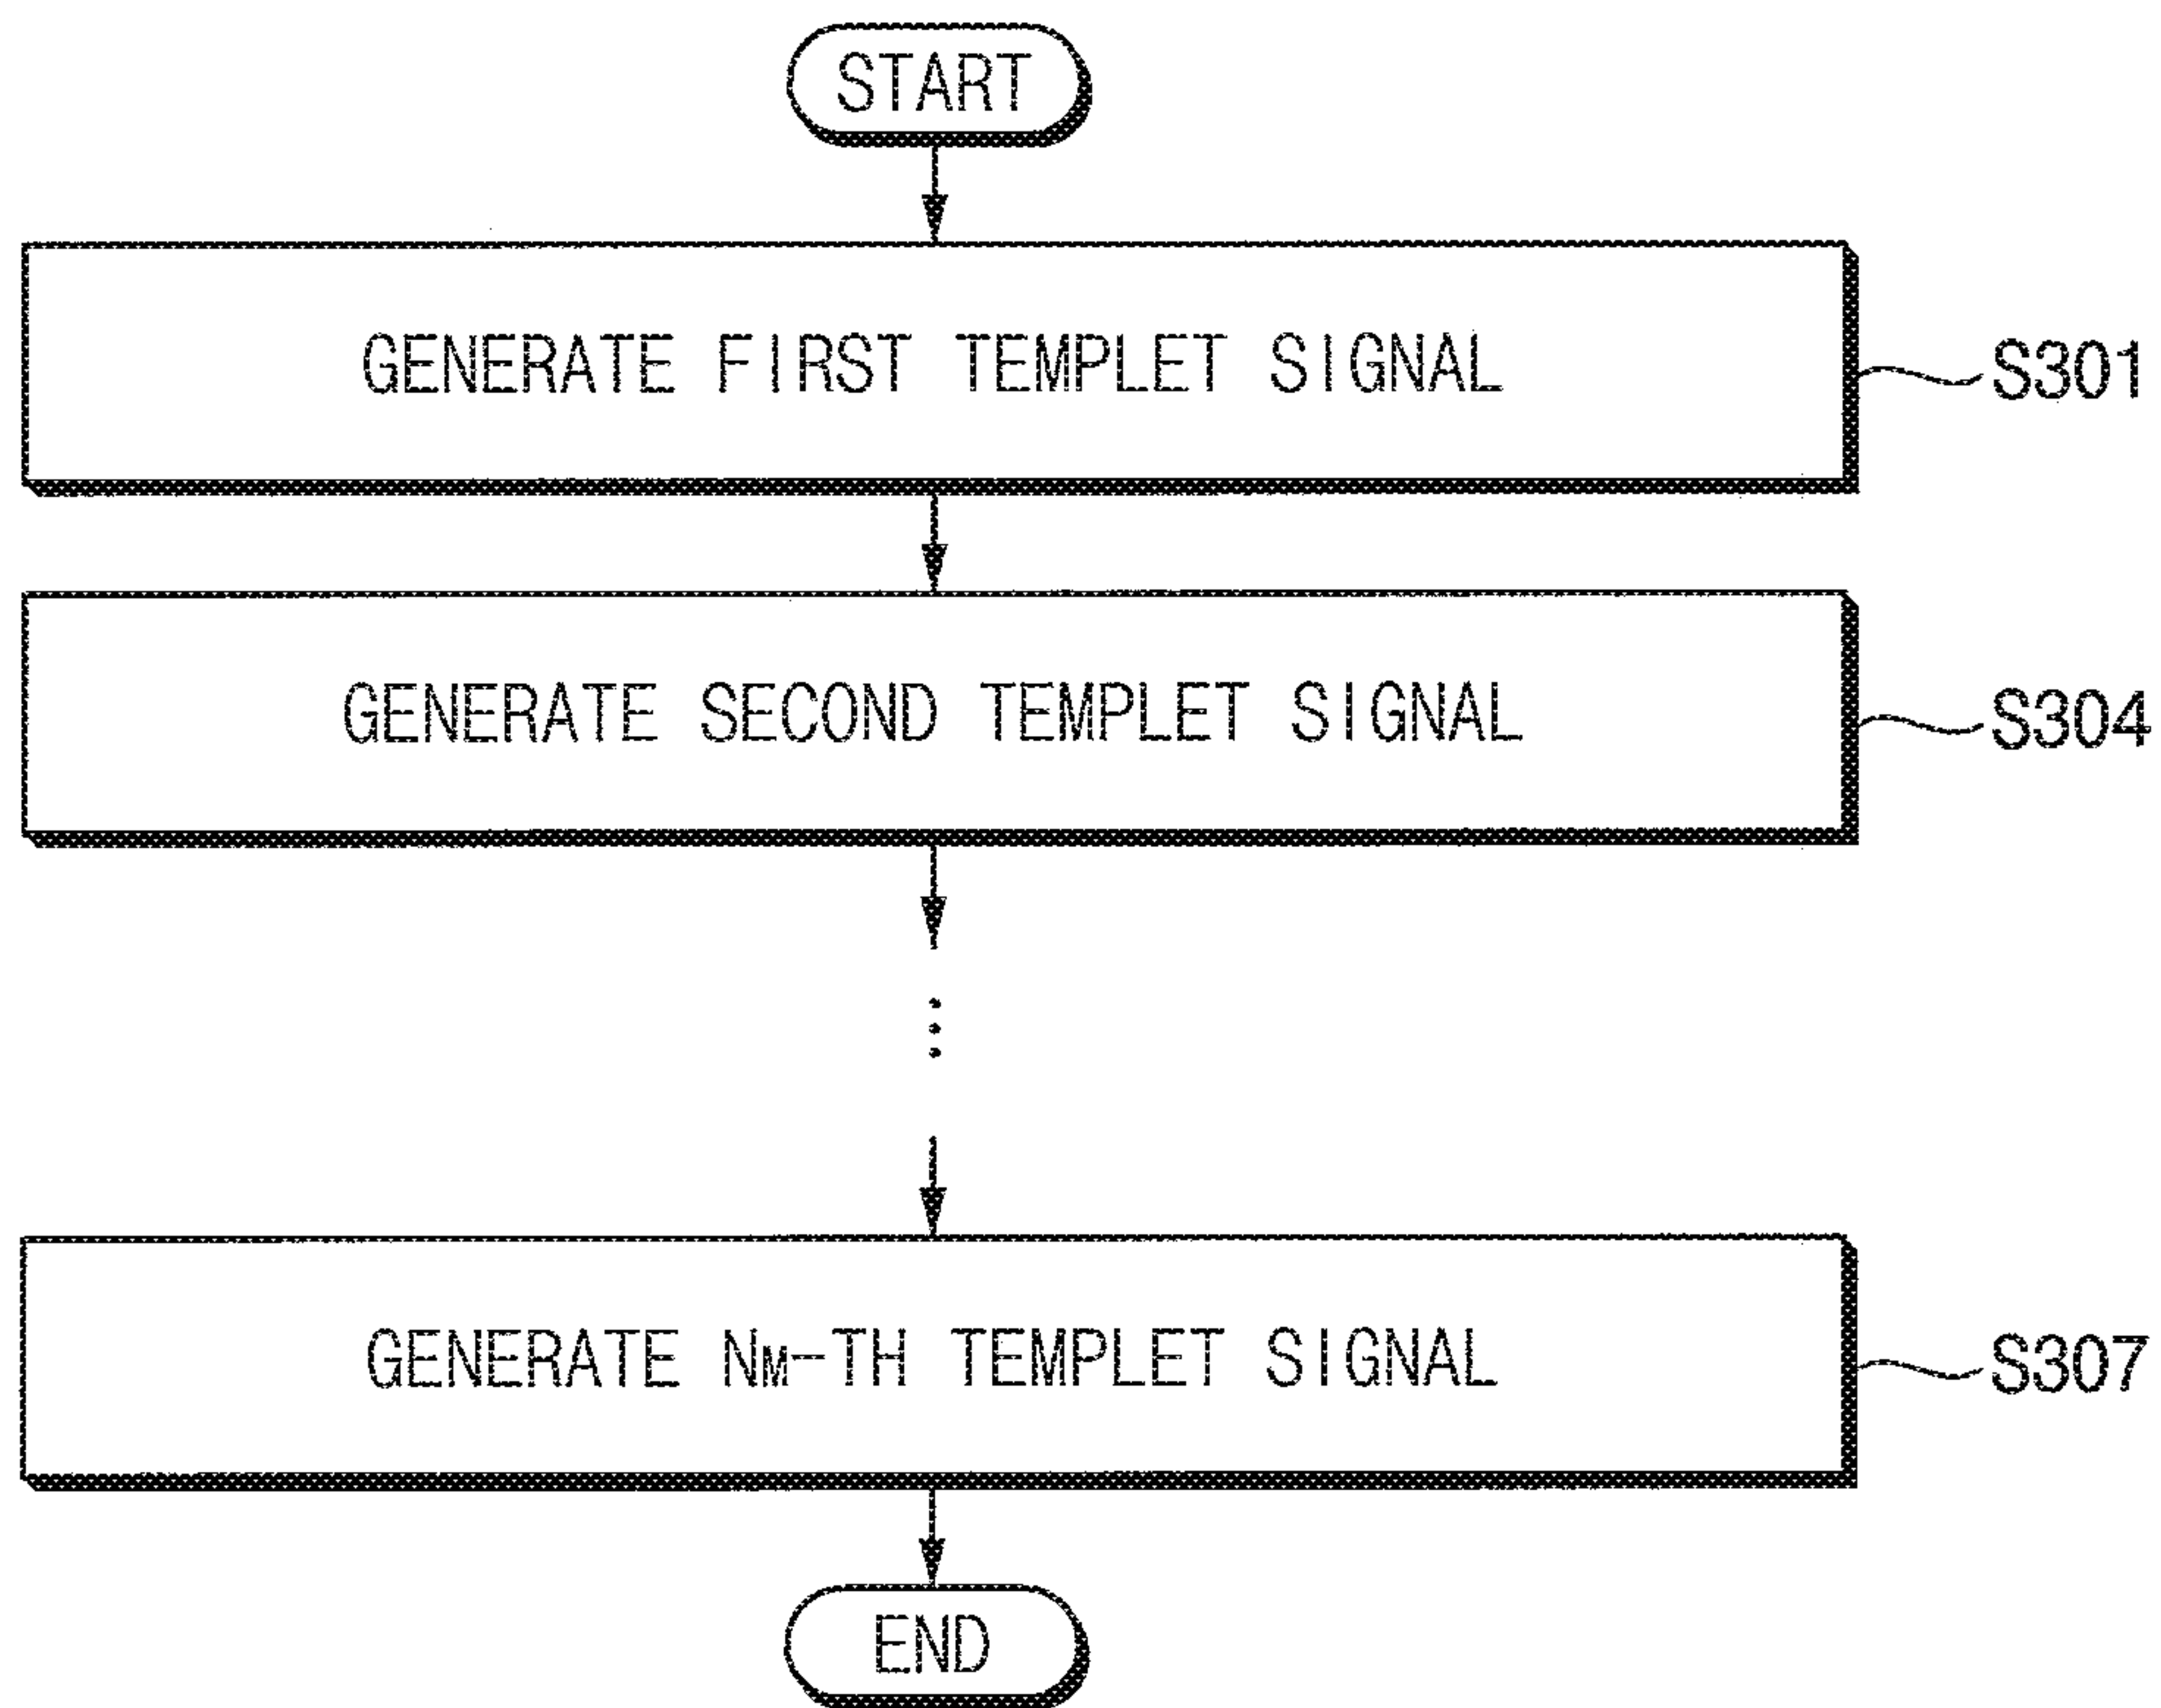 START
GENERATE FIRST TEMPLET SIGNAL
S301
GENERATE SECOND TEMPLET SIGNAL
S304
GENERATE NM-TH TEMPLET SIGNAL
S307
END